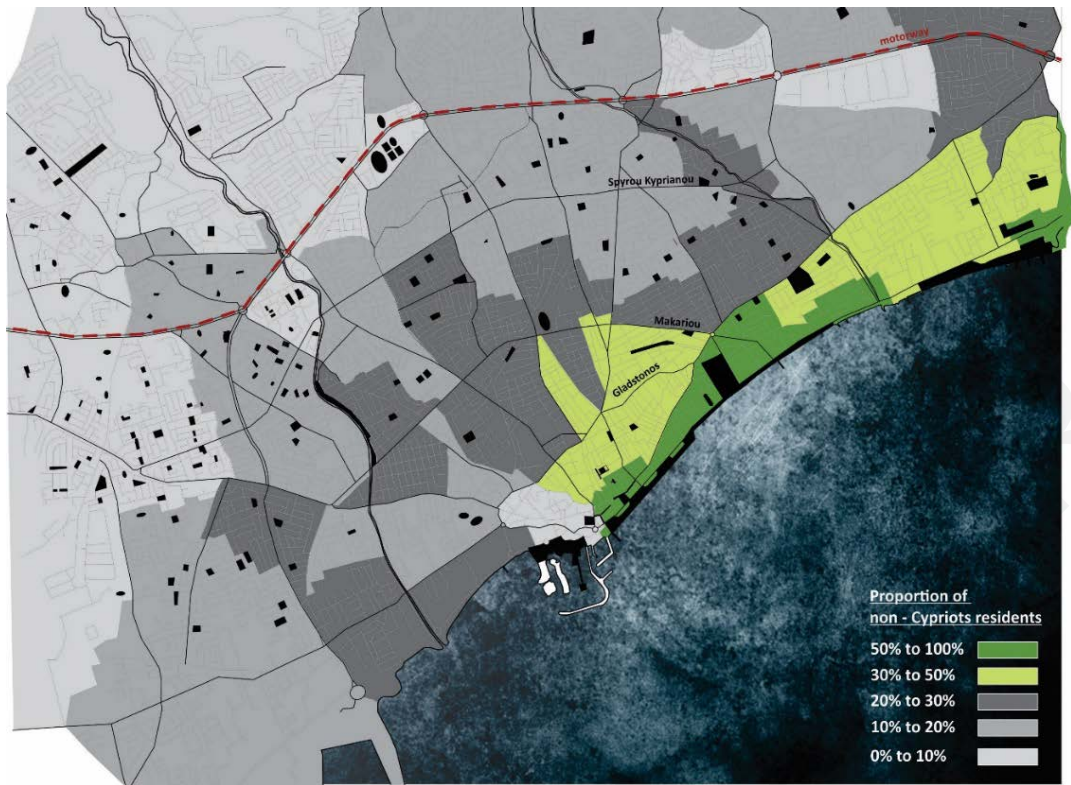 motorway
Spyrou Kyprianou
Makariou
Gladstonos
Proportion of
non - Cypriots residents
50% to 100%
30% to 50%
20% to 30%
10% to 20%
0% to 10%